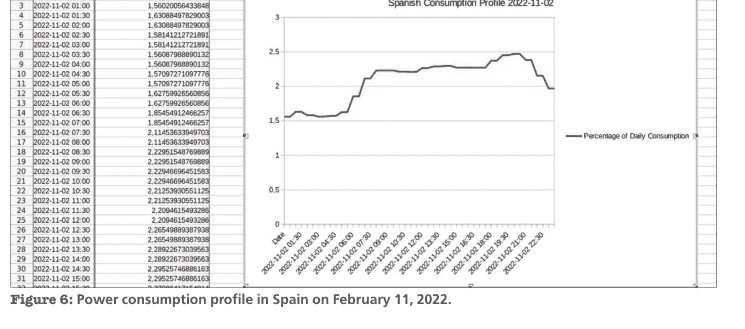 Spanish Consumption Profile 2022-11-02
3 2022-11-02 01:00 1,56020056433848
4 2022-11-02 01:30 1,63088497829003
5 2022-11-02 02:00 1,63088497829003
6 2022-11-02 02:30 1,58141212721891
7 2022-11-02 03:00 1,58141212721891
8 2022-11-02 03:30 1,56087988890132
9 2022-11-02 04:00 1,56087988890132
10 2022-11-02 04:30 1,57097271097776
11 2022-11-02 05:00 1,57097271097776
12 2022-11-02 05:30 1,62759926560856
13 2022-11-02 06:00 1,62759926560856
14 2022-11-02 06:30 1,85454912466257
15 2022-11-02 07:00 1,85454912466257
16 2022-11-02 07:30 2,11453633949703
17 2022-11-02 08:00 2,11453633949703
18 2022-11-02 08:30 2,22951548769889
19 2022-11-02 09:00 2,22951548769889
20 2022-11-02 09:30 2,22946696451583
21 2022-11-02 10:00 2,22946696451583
22 2022-11-02 10:30 2,21253930551125
23 2022-11-02 11:00 2,21253930551125
24 2022-11-02 11:30 2,2094615493286
25 2022-11-02 12:00 2,2094615493286
26 2022-11-02 12:30 2,26549889387938
27 2022-11-02 13:00 2,26549889387938
28 2022-11-02 13:30 2,28922673039563
29 2022-11-02 14:00 2,28922673039563
30 2022-11-02 14:30 2,29525746886163
31 2022-11-02 15:00 2,29525746886163
3
2,5
2
1,5
1
0,5
0
Date
2022-11-02 01:30
2022-11-02 03:00
2022-11-02 04:30
2022-11-02 06:00
2022-11-02 07:30
2022-11-02 09:00
2022-11-02 10:30
2022-11-02 12:00
2022-11-02 13:30
2022-11-02 15:00
2022-11-02 16:30
2022-11-02 18:00
2022-11-02 19:30
2022-11-02 21:00
2022-11-02 22:30
Percentage of Daily Consumption
Figure 6: Power consumption profile in Spain on February 11, 2022.